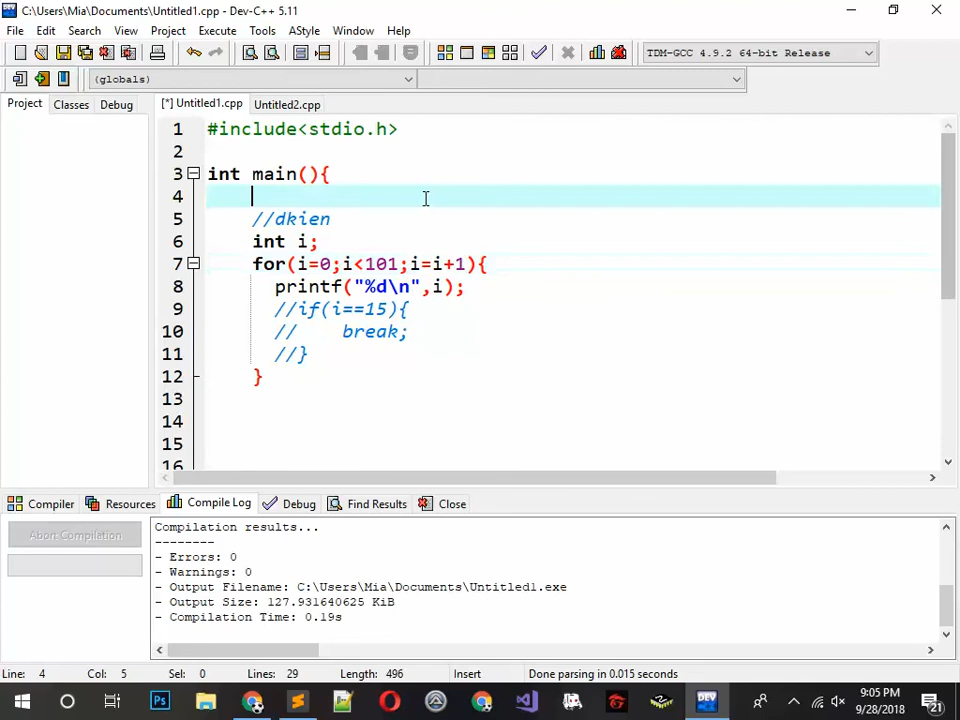 C:\Users\Mia\Documents\Untitled1.cpp - Dev-C++ 5.11
File Edit Search View Project Execute Tools AStyle Window Help
TDM-GCC 4.9.2 64-bit Release
(globals)
Project Classes Debug [*] Untitled1.cpp Untitled2.cpp
1 #include<stdio.h>
2
3 int main(){
4
5 //dkien
6 int i;
7 for(i=0;i<101;i=i+1){
8 printf("%d\n",i);
9 //if(i==15){
10 // break;
11 //}
12 }
13
14
15
16
Compiler Resources Compile Log Debug Find Results Close
Abort Compilation
Compilation results...
--------
- Errors: 0
- Warnings: 0
- Output Filename: C:\Users\Mia\Documents\Untitled1.exe
- Output Size: 127.931640625 KiB
- Compilation Time: 0.19s
Line: 4 Col: 5 Sel: 0 Lines: 29 Length: 496 Insert Done parsing in 0.015 seconds
Ps
DEV
9:05 PM
9/28/2018
21